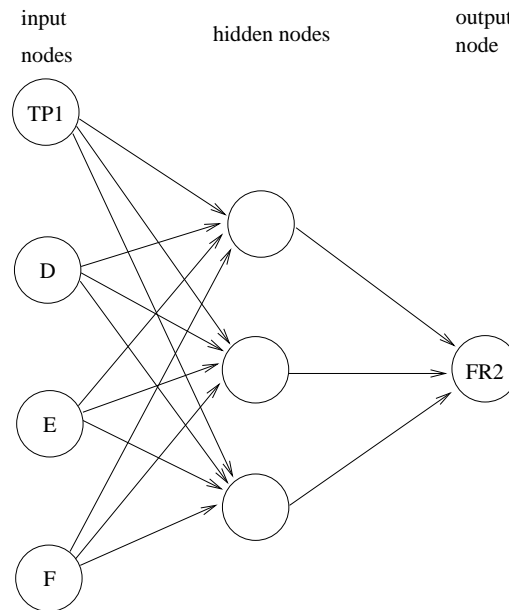 input
nodes
hidden nodes
output
node
TP1
D
E
F
FR2